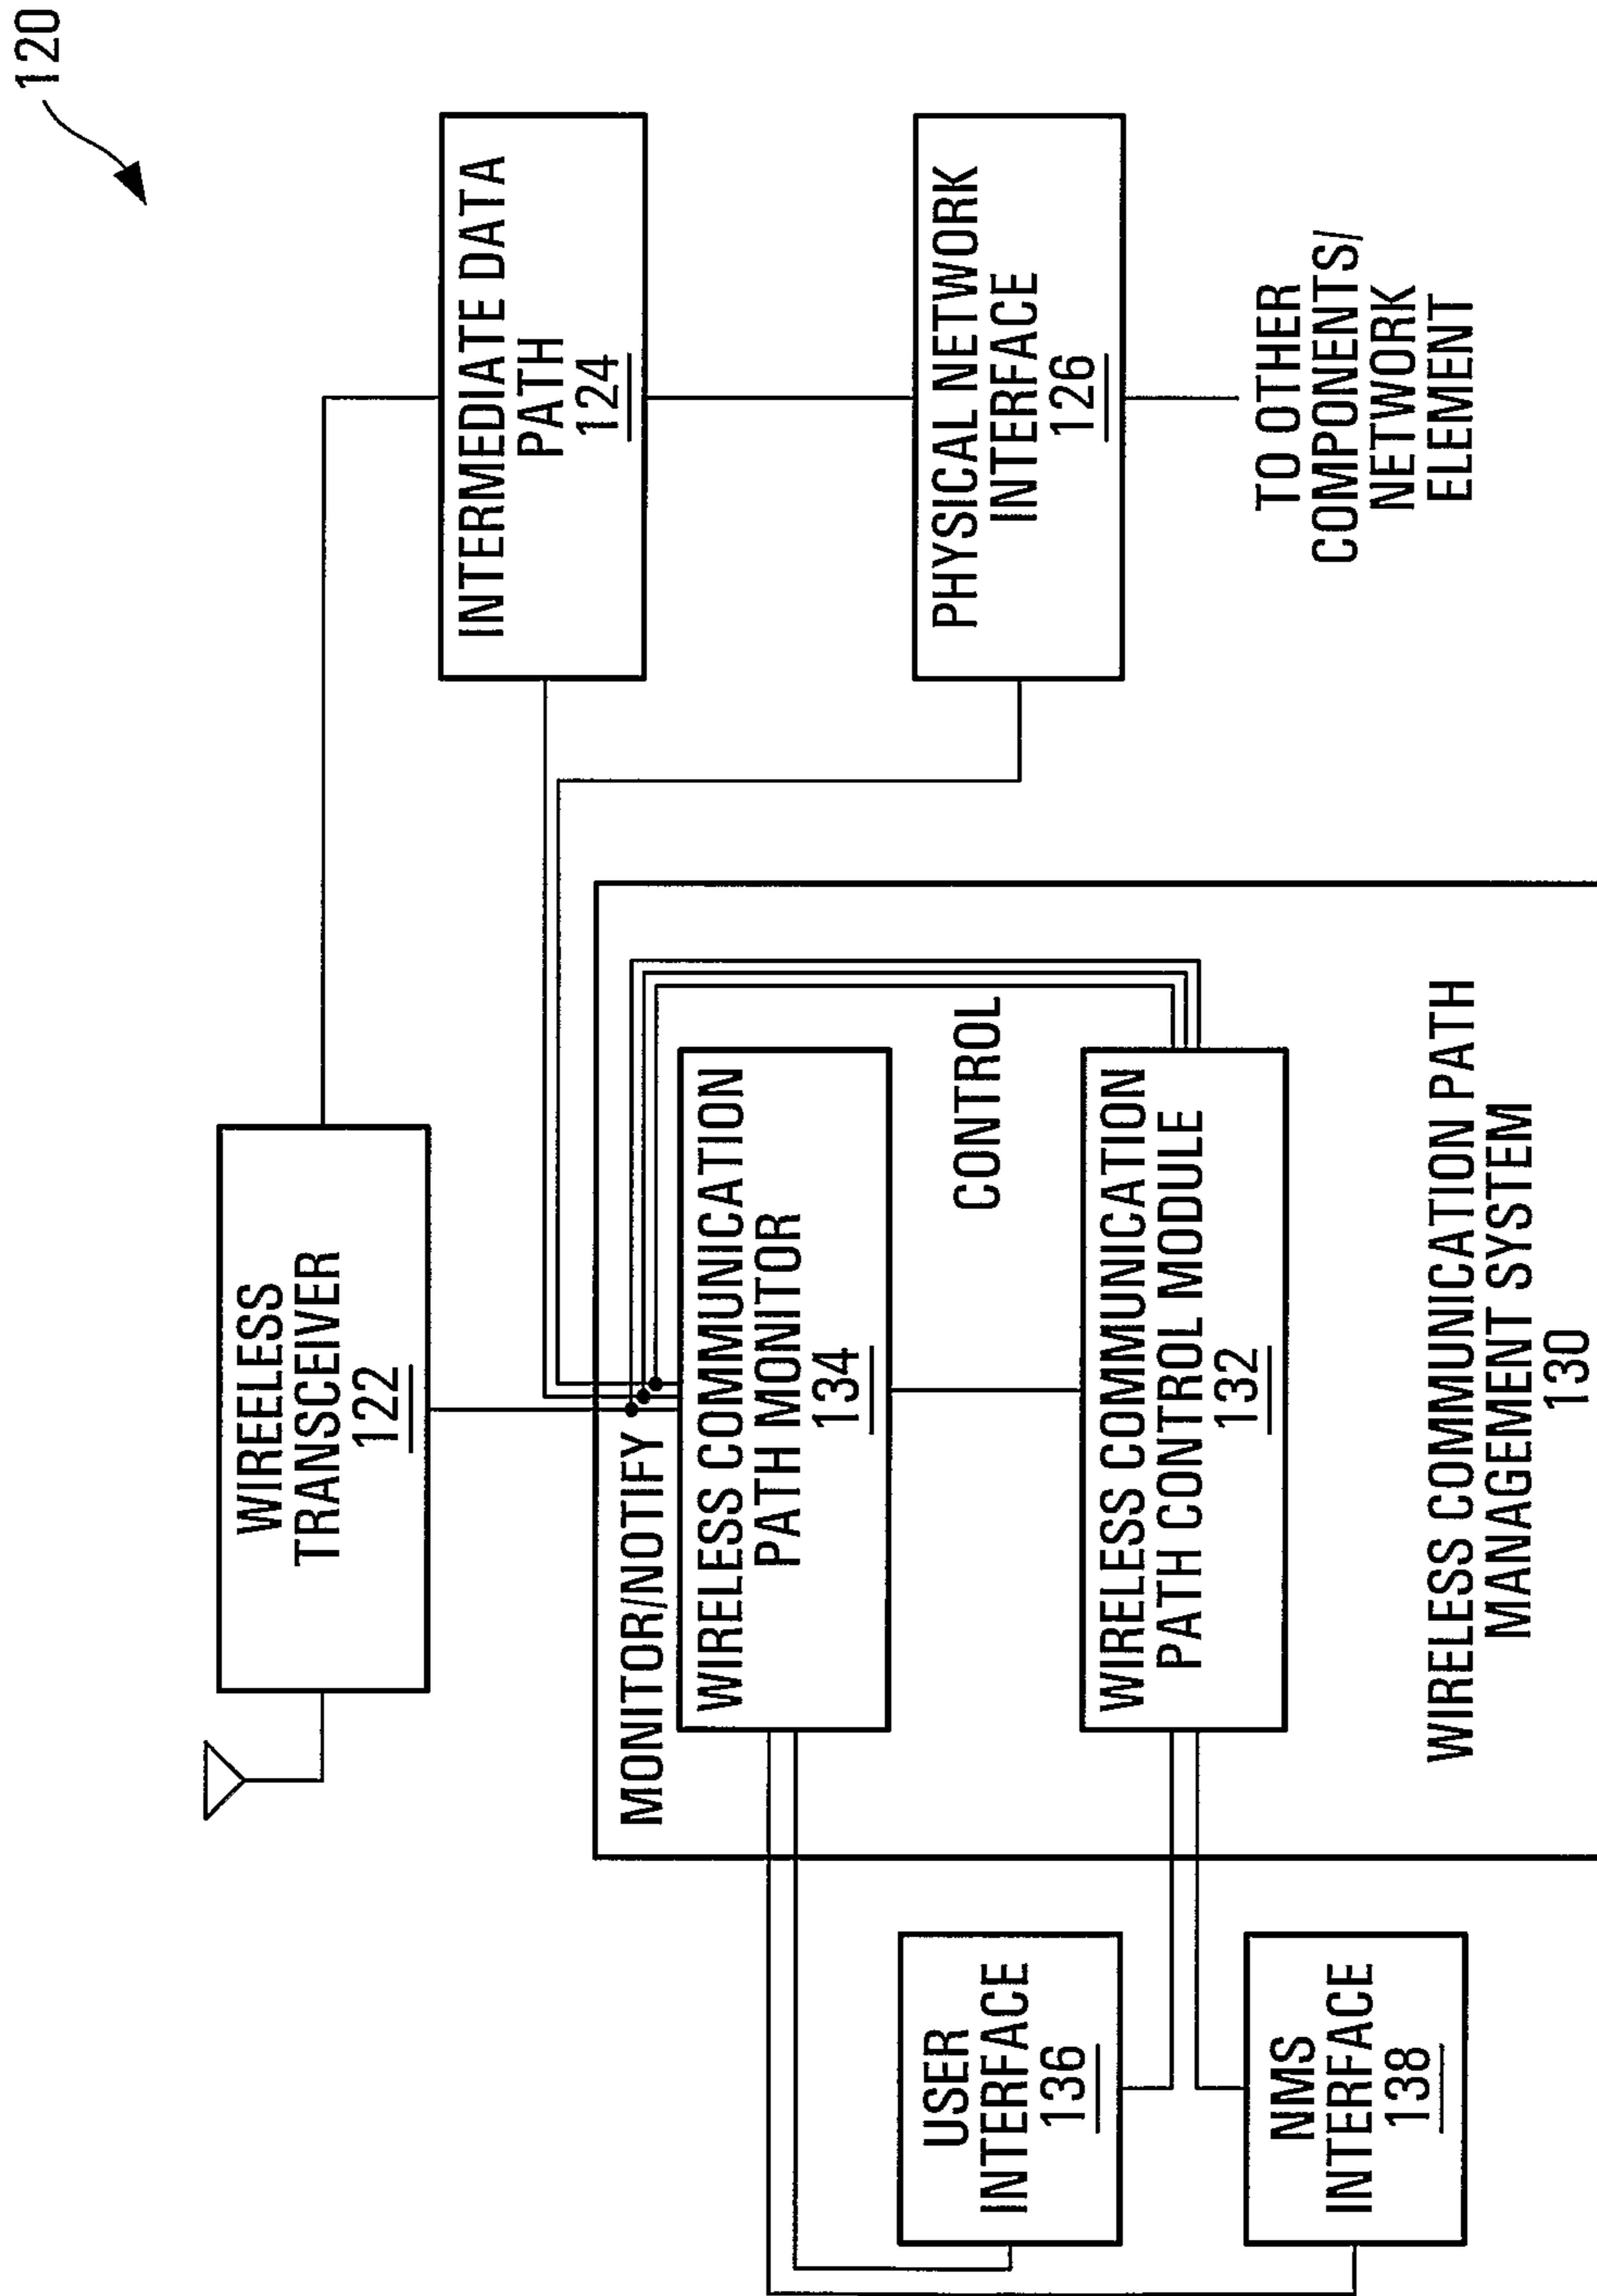 120
WIREELESS
TRANSCEIVER
122
INTERMEDIATE DATA
PATH
124
MONITOR/NOTIFY
WIRELESS COMMUNICATION
PATH MONITOR
134
PHYSICAL NETWORK
INTERFACE
126
USER
INTERFACE
136
CONTROL
WIRELESS COMMUNICATION
PATH CONTROL MODULE
132
NMS
INTERFACE
138
TO OTHER
COMPONENTS/
NETWORK
ELEMENT
WIRELESS COMMUNICATION PATH
MANAGEMENT SYSTEM
130